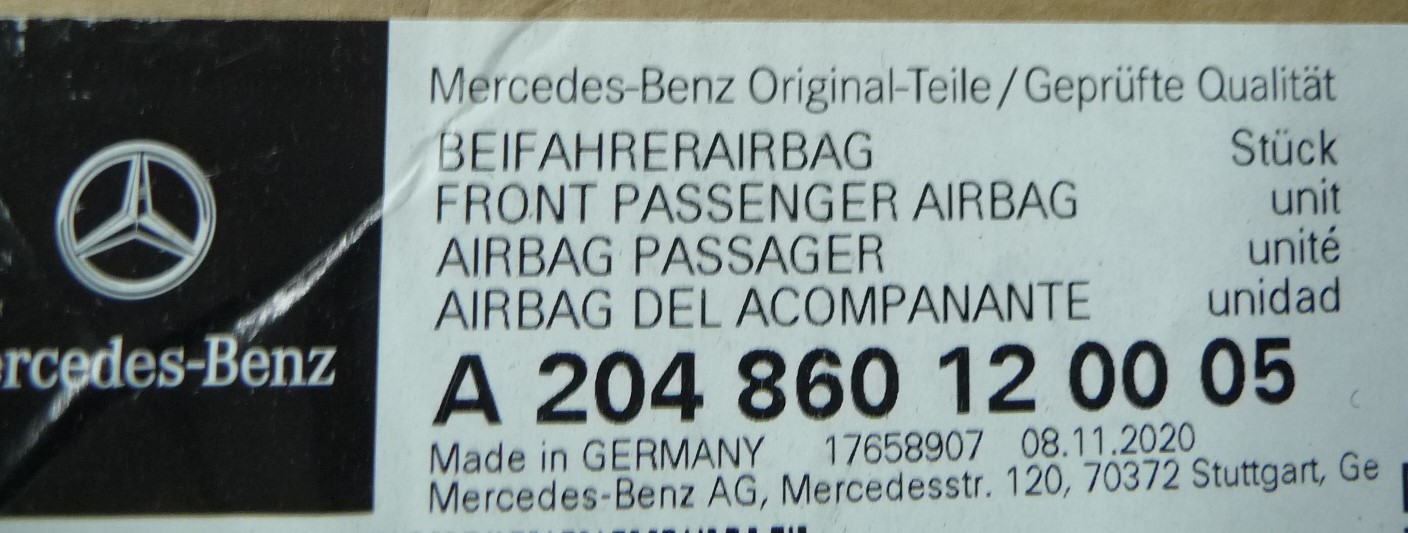 Mercedes-Benz Original-Teile/Geprüfte Qualität
BEIFAHRERAIRBAG Stück
FRONT PASSENGER AIRBAG unit
AIRBAG PASSAGER unité
AIRBAG DEL ACOMPANANTE unidad
A 204 860 12 00 05
Made in GERMANY 17658907 08.11.2020
Mercedes-Benz AG, Mercedesstr. 120, 70372 Stuttgart, Ge
rcedes-Benz